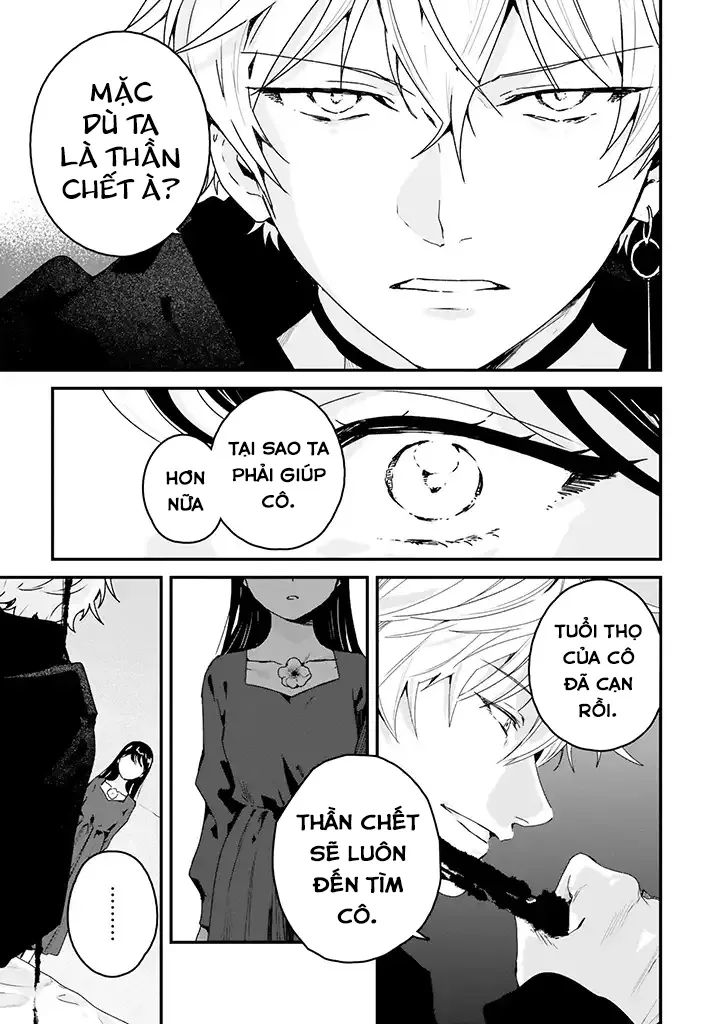 MẶC
DÙ TA
LÀ THẦN
CHẾT À?
HƠN
NỮA
TẠI SAO TA
PHẢI GIÚP
CÔ.
TUỔI THỌ
CỦA CÔ
ĐÃ CẠN
RỒI.
THẦN CHẾT
SẼ LUÔN
ĐẾN TÌM
CÔ.
........